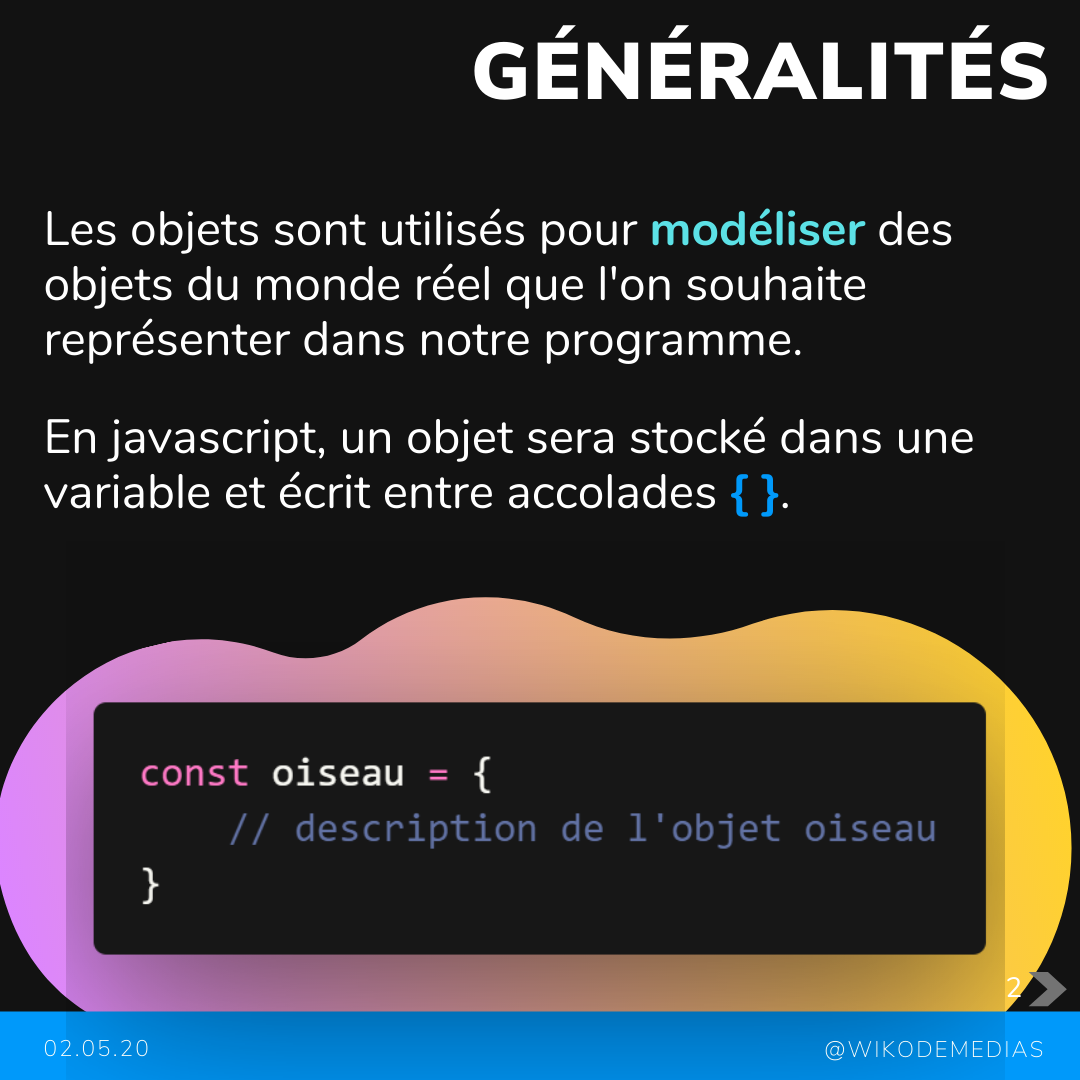 GÉNÉRALITÉS
Les objets sont utilisés pour modéliser des
objets du monde réel que l'on souhaite
représenter dans notre programme.
En javascript, un objet sera stocké dans une
variable et écrit entre accolades { }.
const oiseau = {
    // description de l'objet oiseau
}
2
02.05.20
@WIKODEMEDIAS